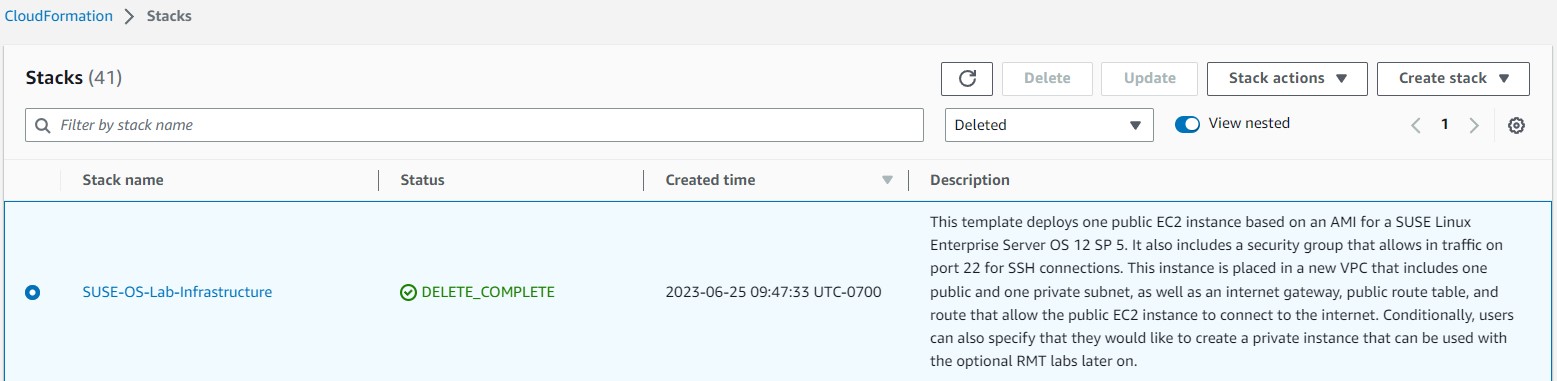 CloudFormation > Stacks
Stacks (41)
Delete
Update
Stack actions
Create stack
Filter by stack name
Deleted
View nested
1
Stack name
Status
Created time
Description
SUSE-OS-Lab-Infrastructure
DELETE_COMPLETE
2023-06-25 09:47:33 UTC-0700
This template deploys one public EC2 instance based on an AMI for a SUSE Linux
Enterprise Server OS 12 SP 5. It also includes a security group that allows in traffic on
port 22 for SSH connections. This instance is placed in a new VPC that includes one
public and one private subnet, as well as an internet gateway, public route table, and
route that allow the public EC2 instance to connect to the internet. Conditionally, users
can also specify that they would like to create a private instance that can be used with
the optional RMT labs later on.